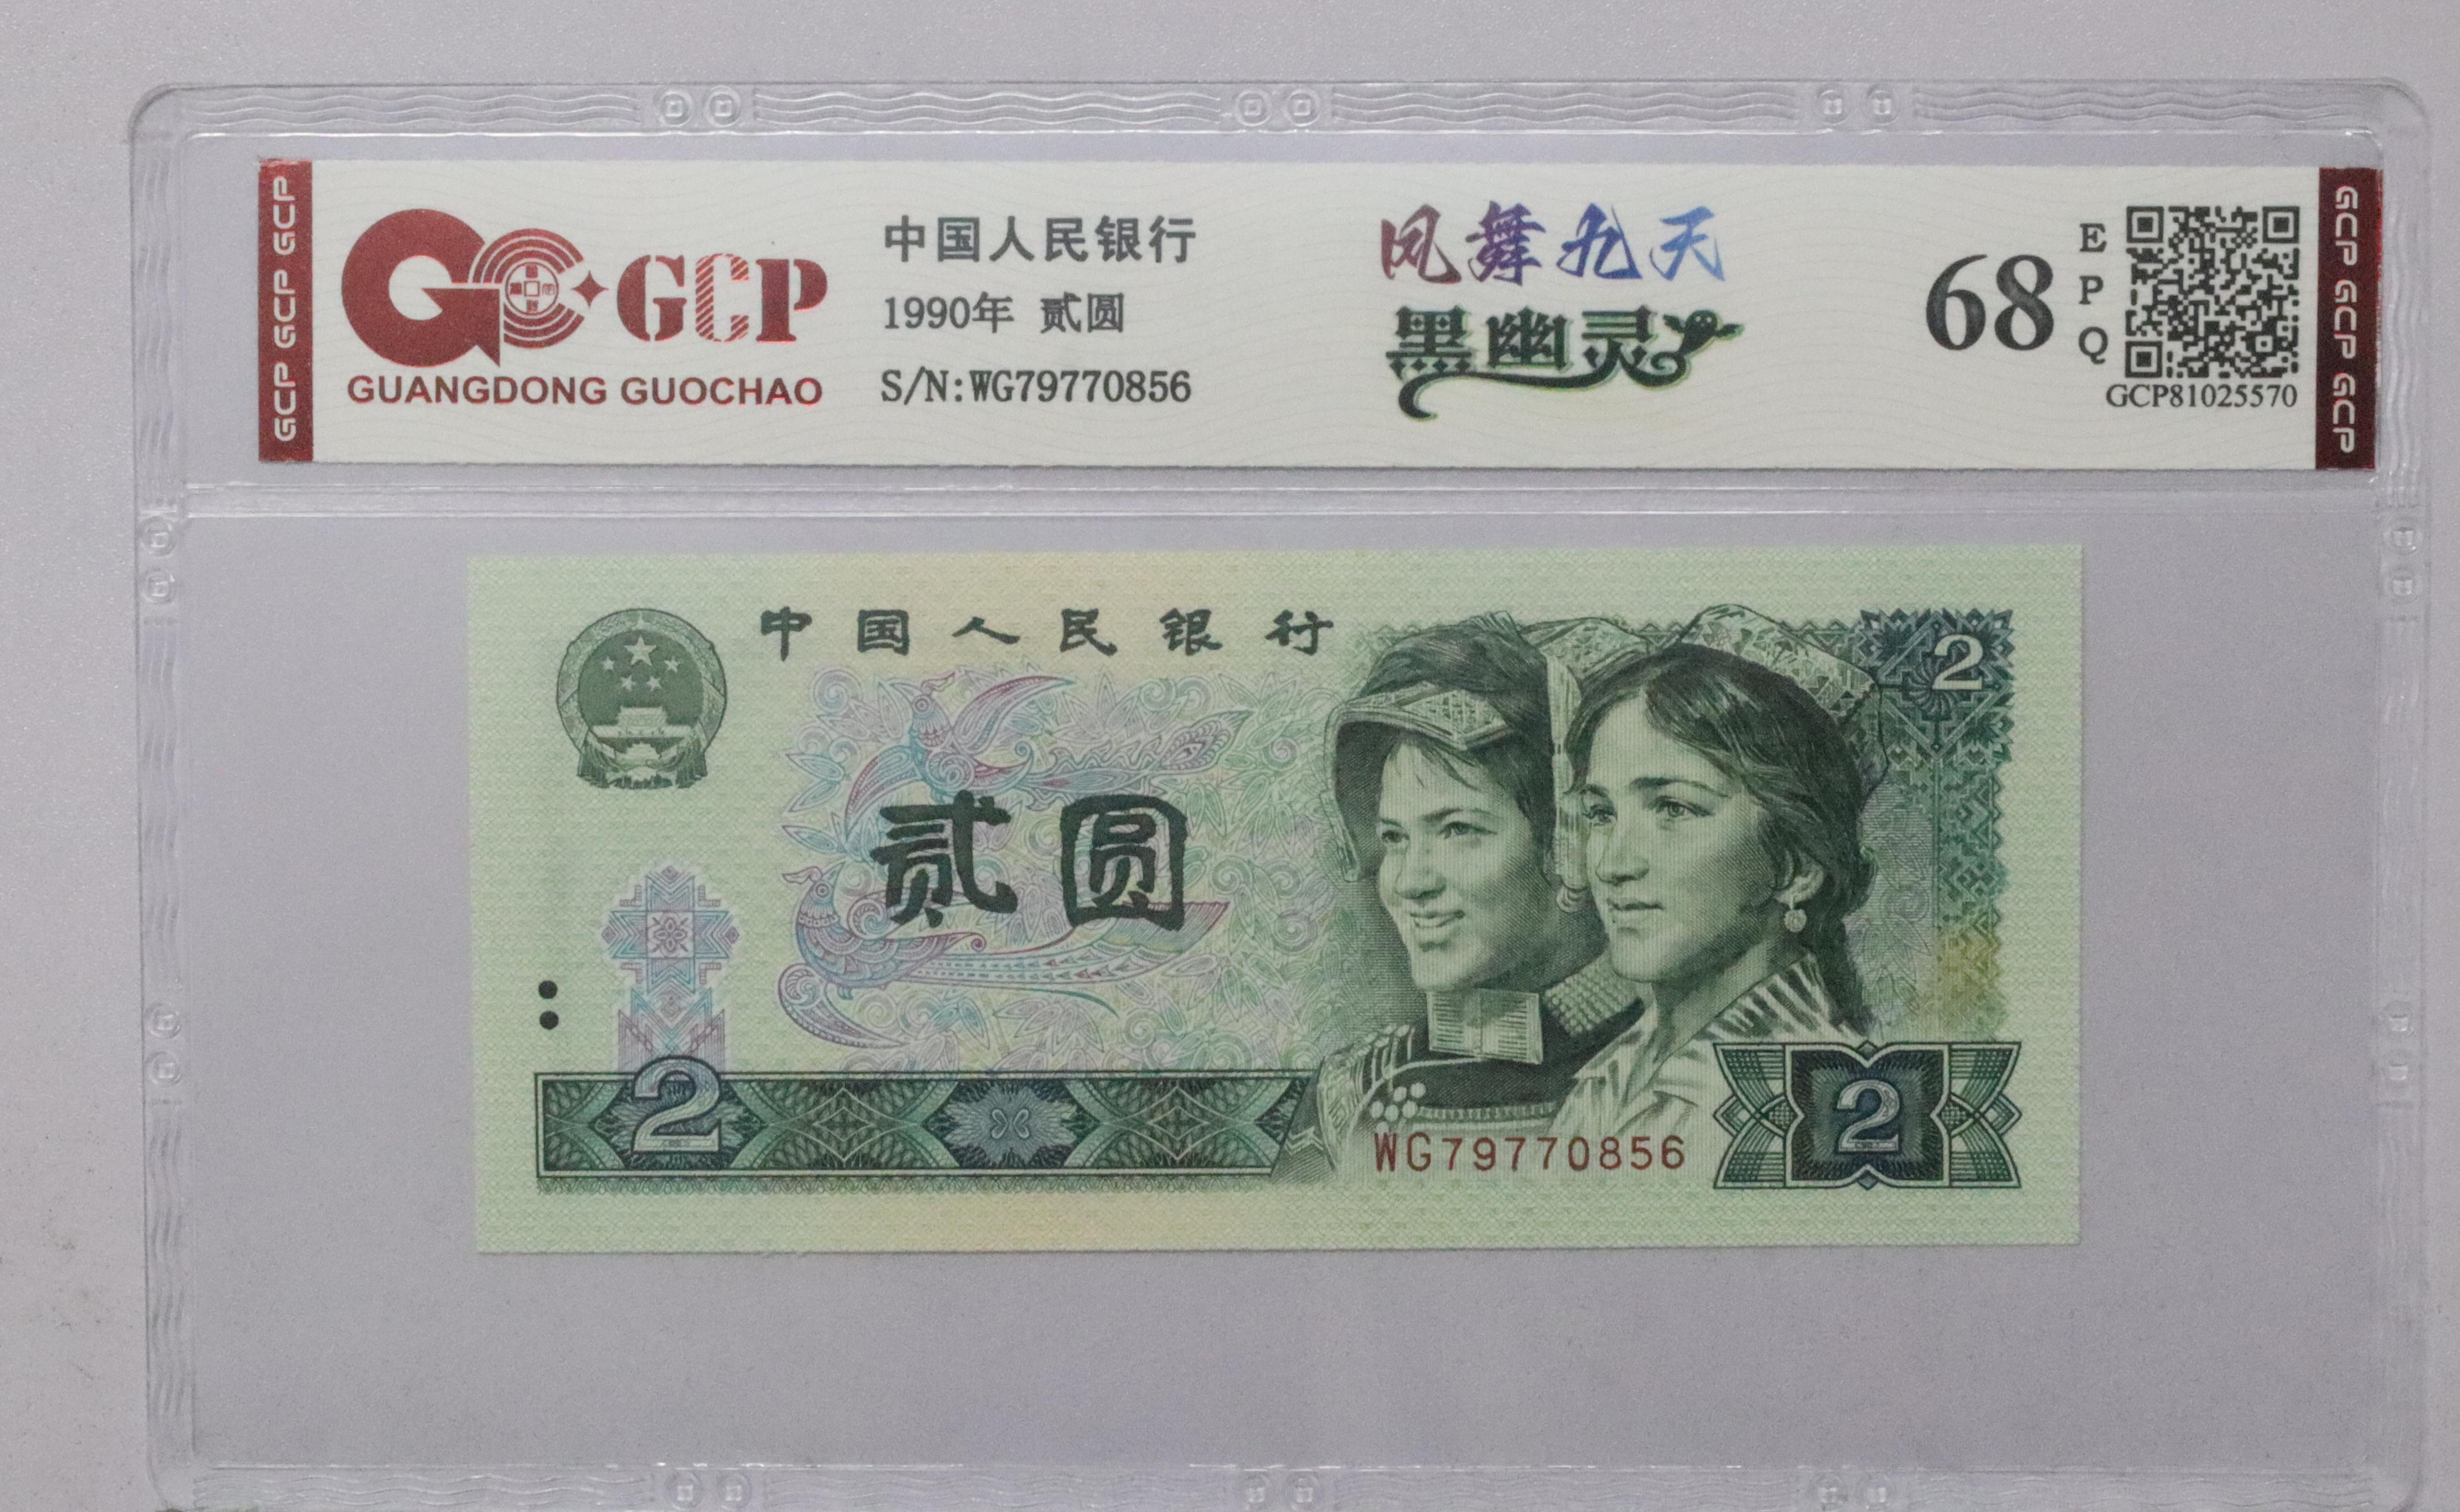 GCP GCP GCP
GCP
GUANGDONG GUOCHAO
中国人民银行
1990年 贰圆
S/N:WG79770856
凤舞九天
黑幽灵
68
E
P
Q
GCP81025570
GCP GCP GCP
中国人民银行
2
贰圆
2
WG79770856
2